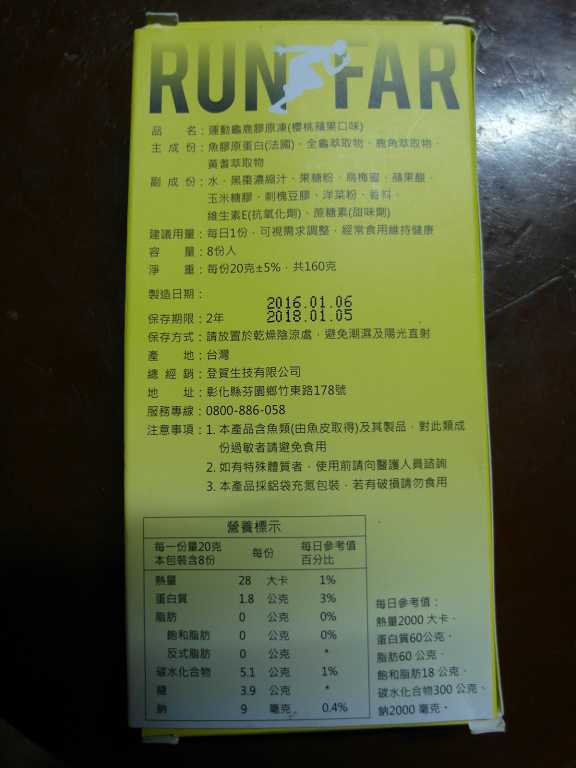 RUN FAR
品 名：運動龜鹿膠原凍(櫻桃蘋果口味)
主 成 份：魚膠原蛋白(法國)、全龜萃取物、鹿角萃取物、
黃耆萃取物
副 成 份：水、黑棗濃縮汁、果糖粉、烏梅蜜、蘋果酸、
玉米糖膠、刺槐豆膠、洋菜粉、香料、
維生素E(抗氧化劑)、蔗糖素(甜味劑)
建議用量：每日1份，可視需求調整，經常食用維持健康
容 量：8份入
淨 重：每份20克±5%，共160克
製造日期：
2016.01.06
2018.01.05
保存期限：2年
保存方式：請放置於乾燥陰涼處，避免潮濕及陽光直射
產 地：台灣
總 經 銷：登賀生技有限公司
地 址：彰化縣芬園鄉竹東路178號
服務專線：0800-886-058
注意事項：1. 本產品含魚類(由魚皮取得)及其製品，對此類成
份過敏者請避免食用
2. 如有特殊體質者，使用前請向醫護人員諮詢
3. 本產品採鋁袋充氮包裝，若有破損請勿食用
營養標示
每一份量20克
本包裝含8份
每份 每日參考值
百分比
熱量 28 大卡 1%
蛋白質 1.8 公克 3%
脂肪 0 公克 0%
飽和脂肪 0 公克 0%
反式脂肪 0 公克 *
碳水化合物 5.1 公克 1%
糖 3.9 公克 *
鈉 9 毫克 0.4%
每日參考值：
熱量2000 大卡、
蛋白質60公克、
脂肪60 公克、
飽和脂肪18 公克、
碳水化合物300 公克、
鈉2000 毫克。